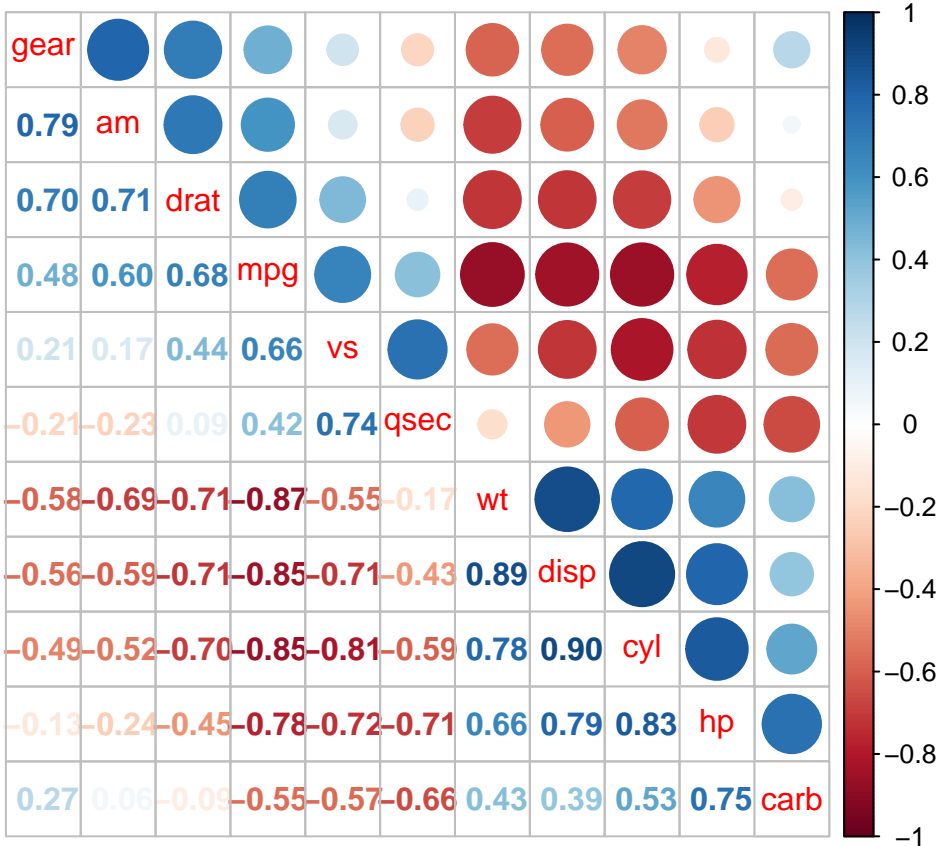 gear
0.79 am
0.70 0.71 drat
0.48 0.60 0.68 mpg
0.21 0.17 0.44 0.66 vs
−0.21 −0.23 0.09 0.42 0.74 qsec
−0.58 −0.69 −0.71 −0.87 −0.55 −0.17 wt
−0.56 −0.59 −0.71 −0.85 −0.71 −0.43 0.89 disp
−0.49 −0.52 −0.70 −0.85 −0.81 −0.59 0.78 0.90 cyl
−0.13 −0.24 −0.45 −0.78 −0.72 −0.71 0.66 0.79 0.83 hp
0.27 0.06 −0.09 −0.55 −0.57 −0.66 0.43 0.39 0.53 0.75 carb
1
0.8
0.6
0.4
0.2
0
−0.2
−0.4
−0.6
−0.8
−1